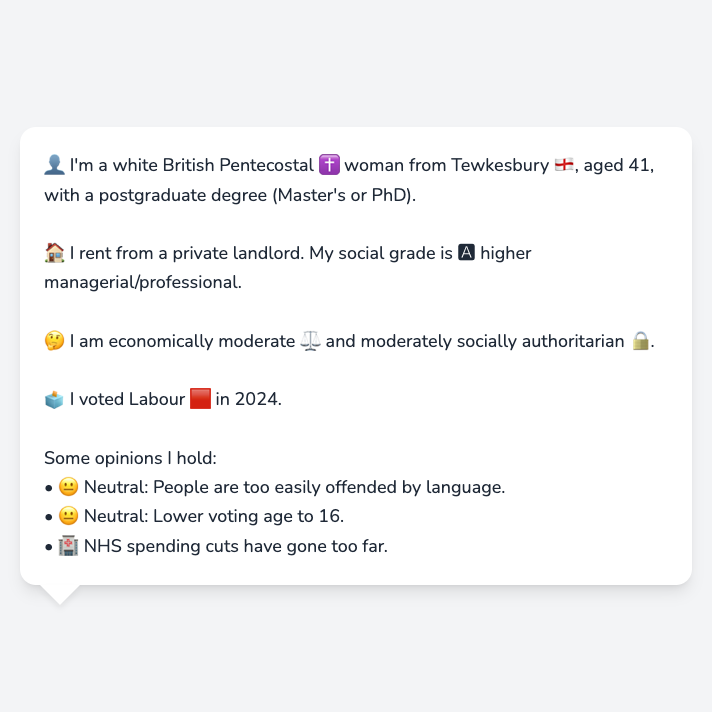 👤 I'm a white British Pentecostal ✝️ woman from Tewkesbury 🏴󠁧󠁢󠁥󠁮󠁧󠁿, aged 41,
with a postgraduate degree (Master's or PhD).
🏠 I rent from a private landlord. My social grade is 🅰 higher
managerial/professional.
🤔 I am economically moderate ⚖️ and moderately socially authoritarian 🔒.
🗳️ I voted Labour 🟥 in 2024.
Some opinions I hold:
• 😐 Neutral: People are too easily offended by language.
• 😐 Neutral: Lower voting age to 16.
• 🏥 NHS spending cuts have gone too far.